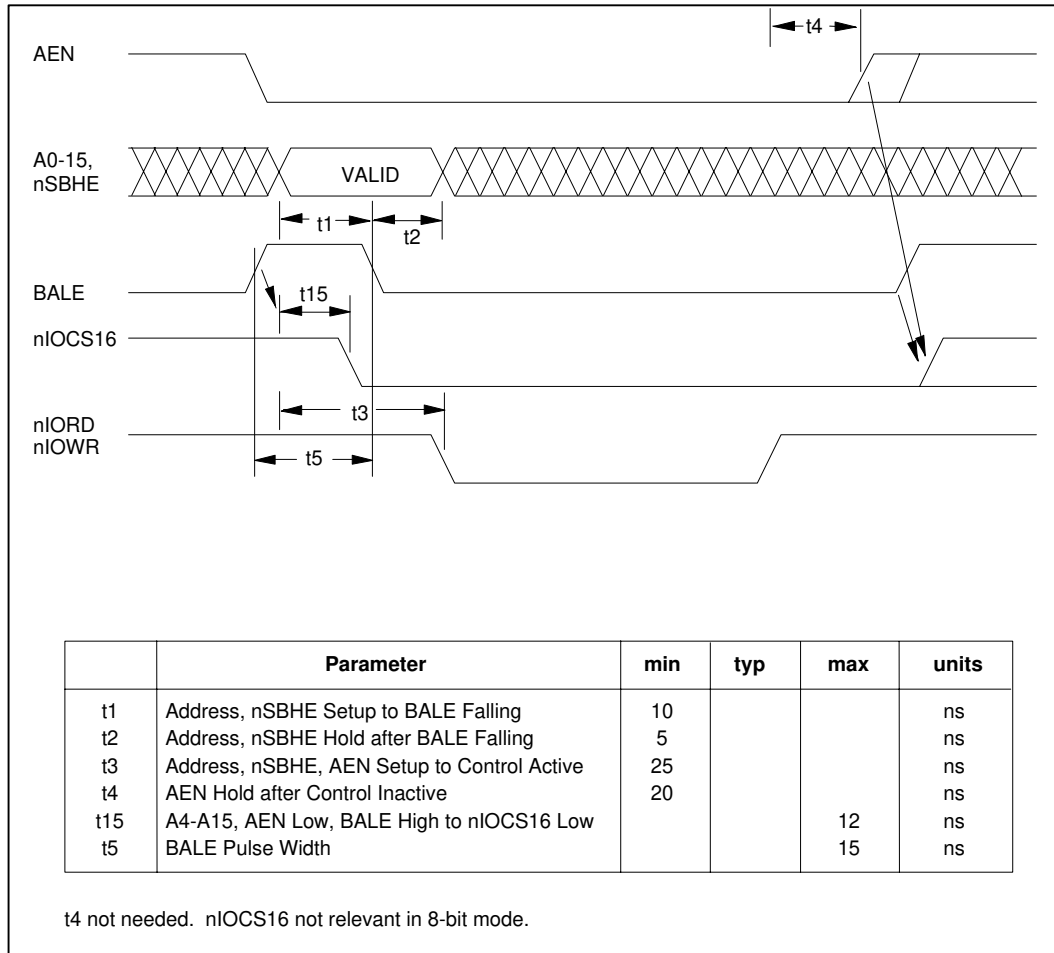 t4
AEN
A0-15,
nSBHE
VALID
t1
t2
BALE
t15
nIOCS16
t3
nIORD
nIOWR
t5
Parameter min typ max units
t1 Address, nSBHE Setup to BALE Falling 10 ns
t2 Address, nSBHE Hold after BALE Falling 5 ns
t3 Address, nSBHE, AEN Setup to Control Active 25 ns
t4 AEN Hold after Control Inactive 20 ns
t15 A4-A15, AEN Low, BALE High to nIOCS16 Low 12 ns
t5 BALE Pulse Width 15 ns
t4 not needed. nIOCS16 not relevant in 8-bit mode.